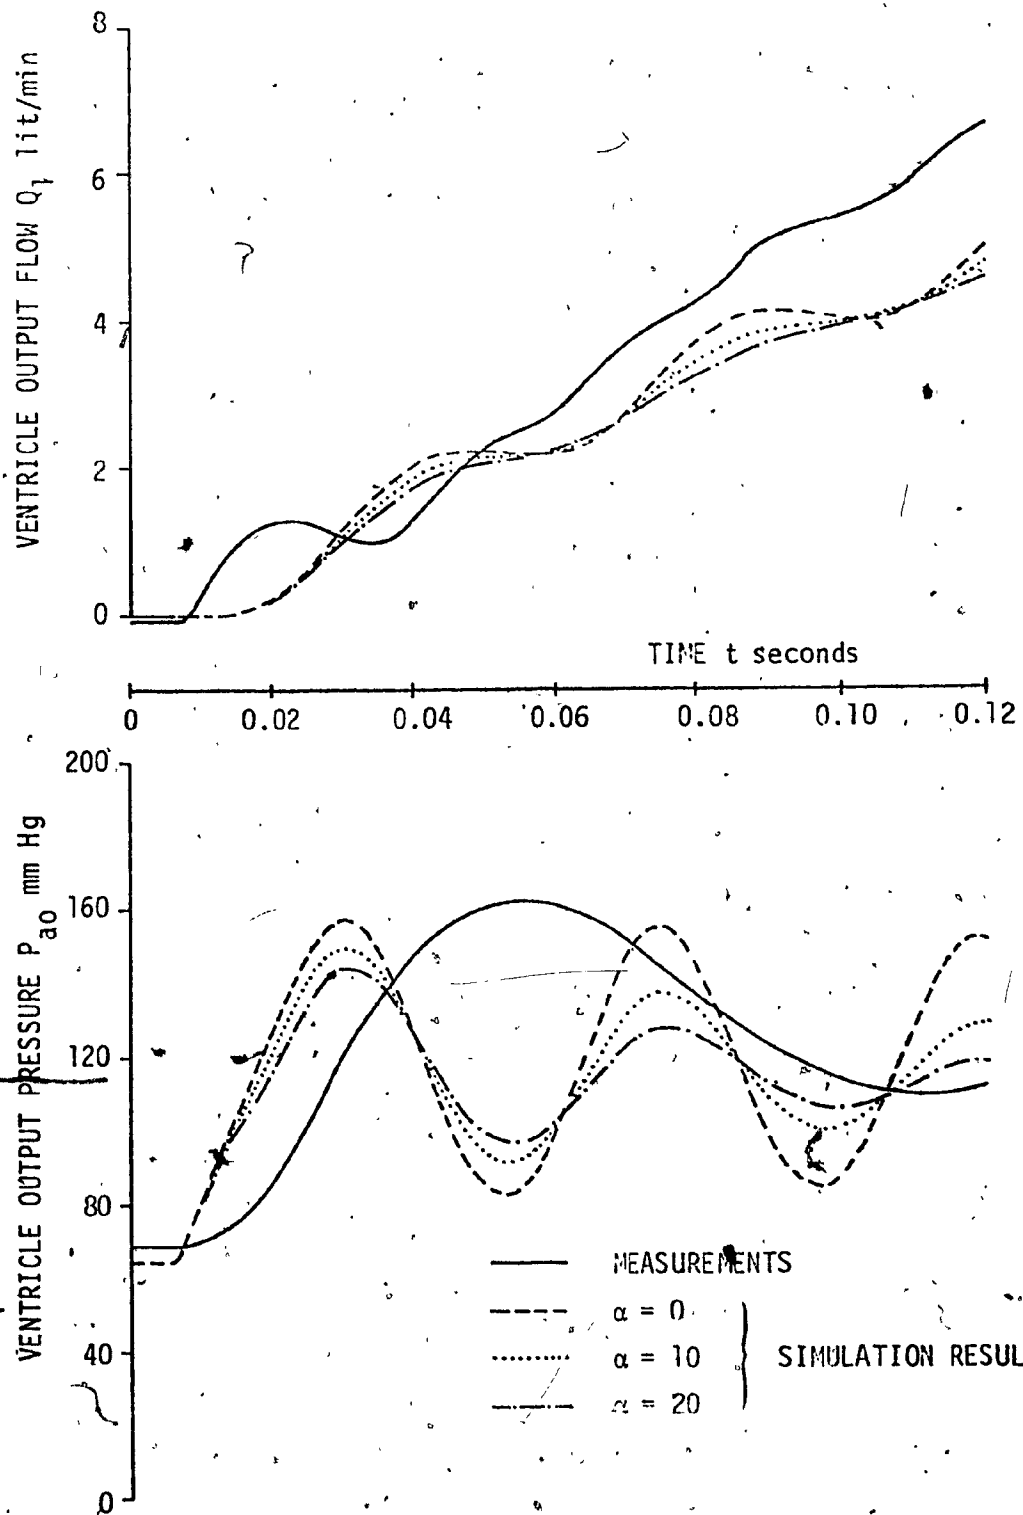 8
6
4
2
0
VENTRICLE OUTPUT FLOW Q1 lit/min
TIME t seconds
0 0.02 0.04 0.06 0.08 0.10 0.12
200
160
120
80
40
0
VENTRICLE OUTPUT PRESSURE Pao mm Hg
MEASUREMENTS
α = 0
α = 10
α = 20
SIMULATION RESUL